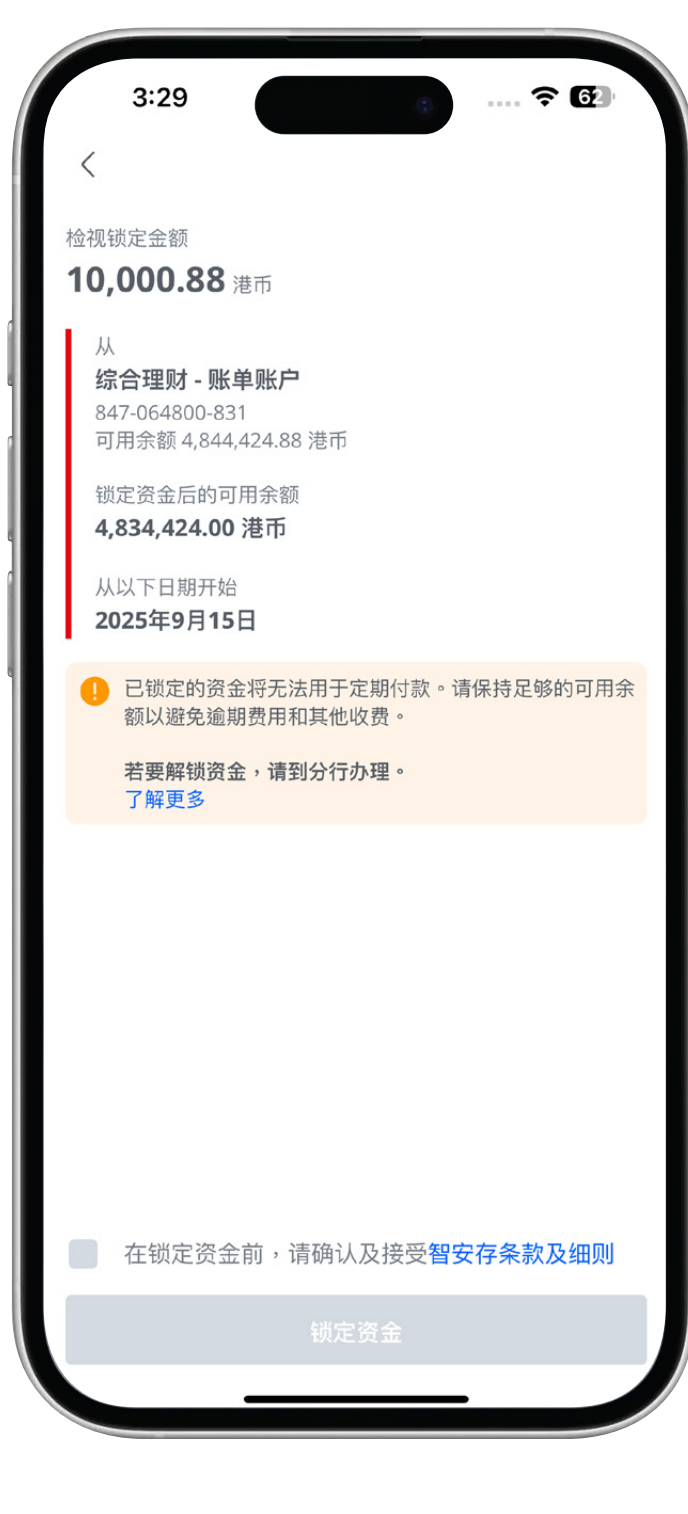 3:29
62
检视锁定金额
10,000.88 港币
从
综合理财 - 账单账户
847-064800-831
可用余额 4,844,424.88 港币
锁定资金后的可用余额
4,834,424.00 港币
从以下日期开始
2025年9月15日
已锁定的资金将无法用于定期付款。请保持足够的可用余
额以避免逾期费用和其他收费。
若要解锁资金，请到分行办理。
了解更多
在锁定资金前，请确认及接受智安存条款及细则
锁定资金